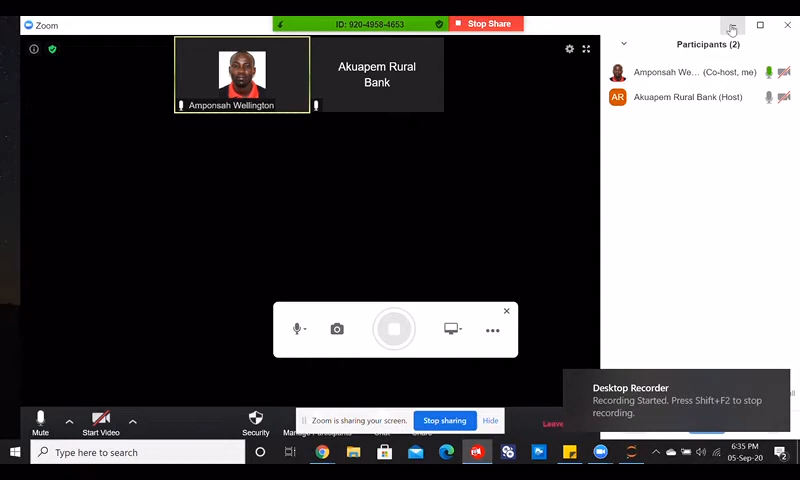 Zoom
ID: 920-4958-4653
Stop Share
Participants (2)
Amponsah We... (Co-host, me)
AR
Akuapem Rural Bank (Host)
Akuapem Rural
Bank
Amponsah Wellington
Desktop Recorder
Recording Started. Press Shift+F2 to stop
recording.
Zoom is sharing your screen.
Stop sharing
Hide
Mute
Start Video
Security
Leave
Type here to search
6:35 PM
05-Sep-20
2